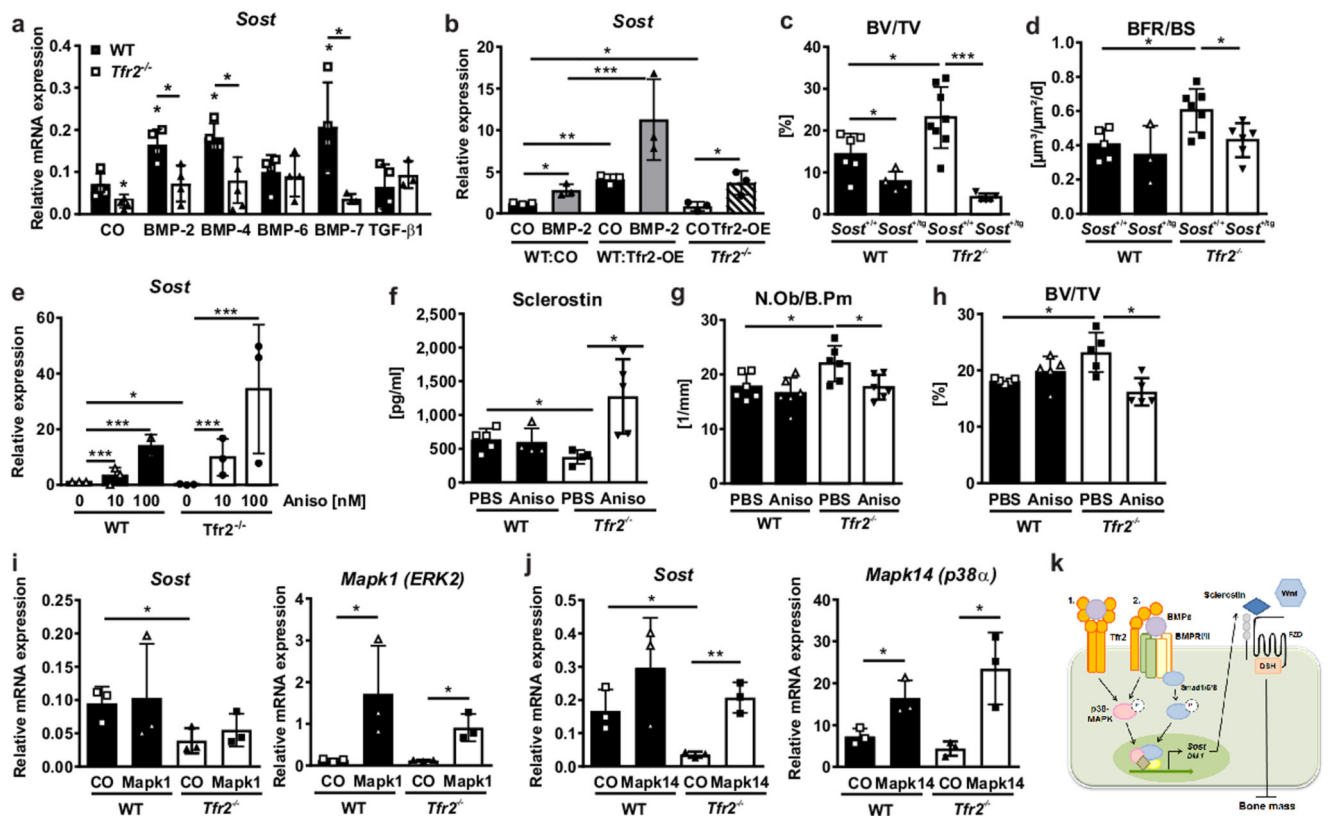 a
Sost
Relative mRNA expression
0.4
0.3
0.2
0.1
0.0
WT
Tfr2-/-
*
*
*
*
*
*
*
CO BMP-2 BMP-4 BMP-6 BMP-7 TGF-β1
b
Sost
Relative expression
20
15
10
5
0
*
***
**
*
*
CO BMP-2 CO BMP-2 CO Tfr2-OE
WT:CO WT:Tfr2-OE Tfr2-/-
c
BV/TV
[%]
40
30
20
10
0
*
***
*
Sost+/+ Sost+/tg Sost+/+ Sost+/tg
WT Tfr2-/-
d
BFR/BS
[µm³/µm²/d]
1.0
0.8
0.6
0.4
0.2
0.0
*
*
Sost+/+ Sost+/tg Sost+/+ Sost+/tg
WT Tfr2-/-
e
Sost
Relative expression
60
40
20
0
***
*
***
***
***
0 10 100 0 10 100 Aniso [nM]
WT Tfr2-/-
f
Sclerostin
[pg/ml]
2,500
2,000
1,500
1,000
500
0
*
*
PBS Aniso PBS Aniso
WT Tfr2-/-
g
N.Ob/B.Pm
[1/mm]
30
20
10
0
*
*
PBS Aniso PBS Aniso
WT Tfr2-/-
h
BV/TV
[%]
30
20
10
0
*
*
PBS Aniso PBS Aniso
WT Tfr2-/-
i
Sost
Relative mRNA expression
0.25
0.20
0.15
0.10
0.05
0.00
*
CO Mapk1 CO Mapk1
WT Tfr2-/-
Mapk1 (ERK2)
Relative mRNA expression
4
3
2
1
0
*
*
CO Mapk1 CO Mapk1
WT Tfr2-/-
j
Sost
Relative mRNA expression
0.6
0.4
0.2
0.0
*
**
CO Mapk14 CO Mapk14
WT Tfr2-/-
Mapk14 (p38α)
Relative mRNA expression
40
30
20
10
0
*
*
CO Mapk14 CO Mapk14
WT Tfr2-/-
k
1.
2.
Tfr2
BMPs
BMPRI/II
Sclerostin
Wnt
FZD
DSH
Smad1/5/8
p38-
MAPK
P
P
Sost
Bone mass